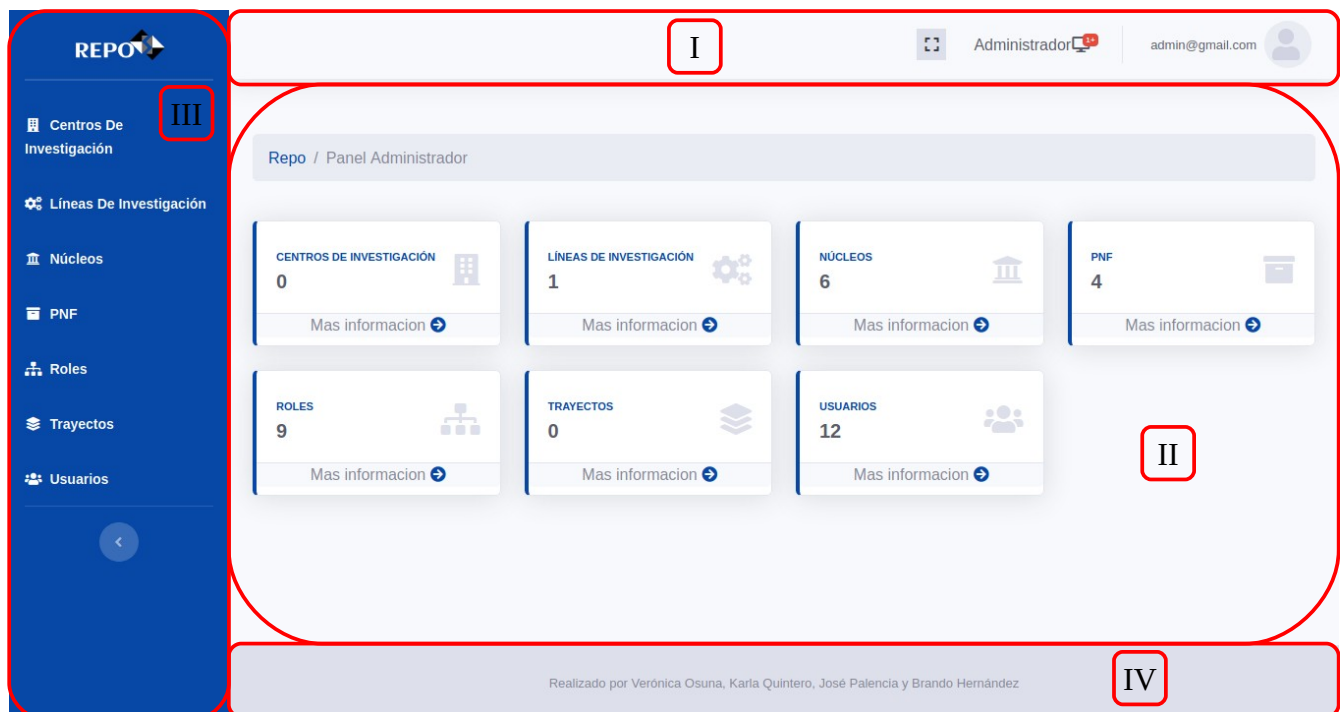 REPO
III
Centros De
Investigación
Líneas De Investigación
Núcleos
PNF
Roles
Trayectos
Usuarios
I
Administrador
1+
admin@gmail.com
Repo / Panel Administrador
CENTROS DE INVESTIGACIÓN
0
Mas informacion
LÍNEAS DE INVESTIGACIÓN
1
Mas informacion
NÚCLEOS
6
Mas informacion
PNF
4
Mas informacion
ROLES
9
Mas informacion
TRAYECTOS
0
Mas informacion
USUARIOS
12
Mas informacion
II
Realizado por Verónica Osuna, Karla Quintero, José Palencia y Brando Hernández
IV